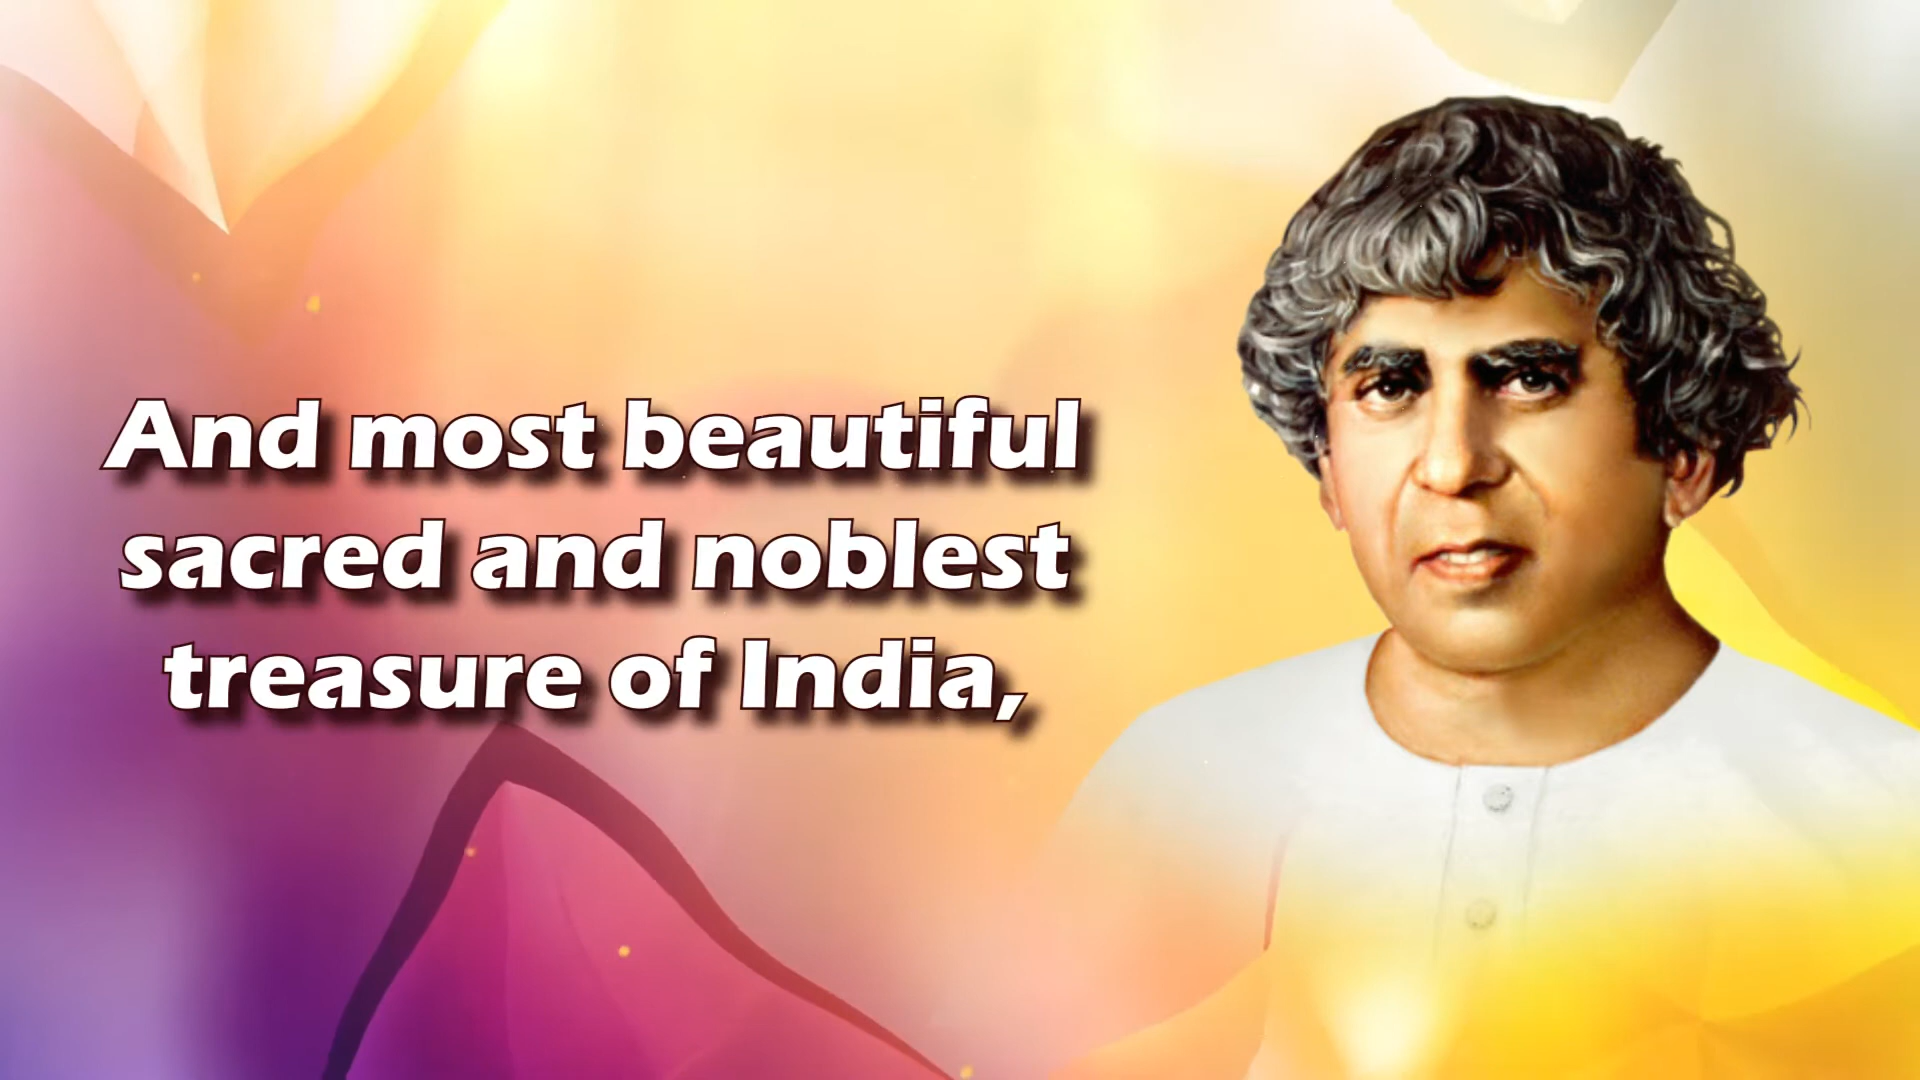 And most beautiful
sacred and noblest
treasure of India,